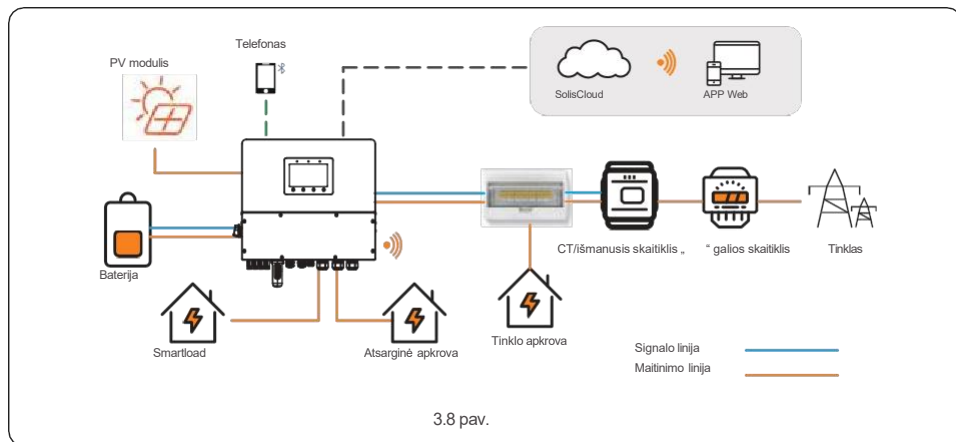 Telefonas
PV modulis
SolisCloud
APP Web
Baterija
CT/išmanusis skaitiklis „
“ galios skaitiklis
Tinklas
Smartload
Atsarginė apkrova
Tinklo apkrova
Signalo linija
Maitinimo linija
3.8 pav.